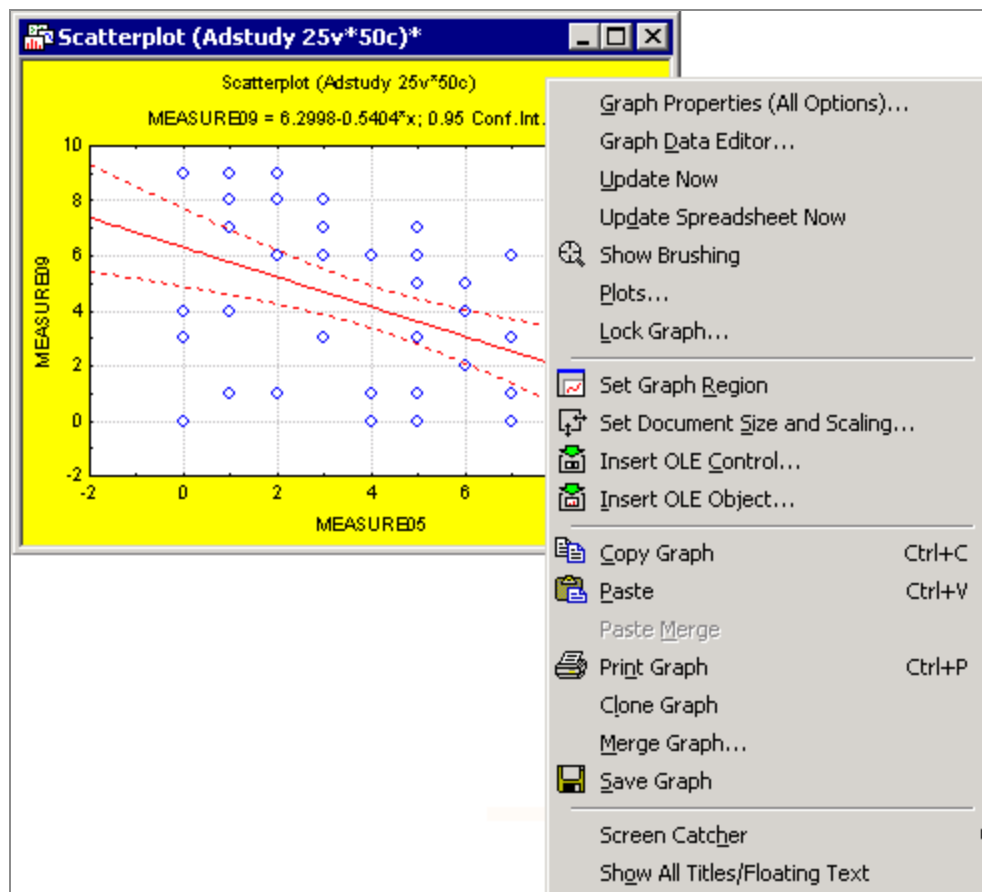 Scatterplot (Adstudy 25v*50c)*
Scatterplot (Adstudy 25v*50c)
MEASURE09 = 6.2998-0.5404*x; 0.95 Conf.Int.
10
8
6
4
2
0
-2
MEASURE09
-2 0 2 4 6
MEASURE05
Graph Properties (All Options)...
Graph Data Editor...
Update Now
Update Spreadsheet Now
Show Brushing
Plots...
Lock Graph...
Set Graph Region
Set Document Size and Scaling...
Insert OLE Control...
Insert OLE Object...
Copy Graph Ctrl+C
Paste Ctrl+V
Paste Merge
Print Graph Ctrl+P
Clone Graph
Merge Graph...
Save Graph
Screen Catcher
Show All Titles/Floating Text